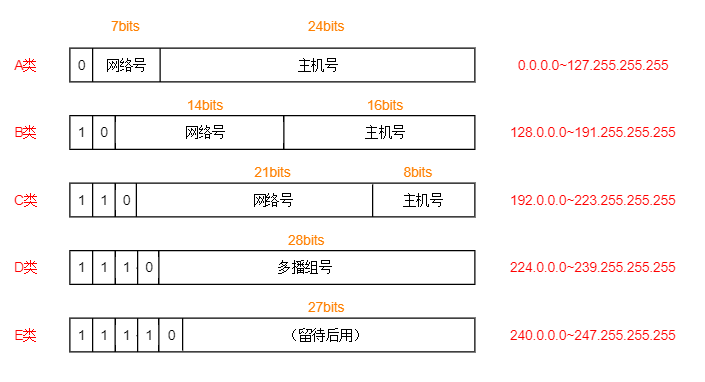 7bits 24bits
A类 0 网络号 主机号 0.0.0.0~127.255.255.255
14bits 16bits
B类 1 0 网络号 主机号 128.0.0.0~191.255.255.255
21bits 8bits
C类 1 1 0 网络号 主机号 192.0.0.0~223.255.255.255
28bits
D类 1 1 1 0 多播组号 224.0.0.0~239.255.255.255
27bits
E类 1 1 1 1 0 （留待后用） 240.0.0.0~247.255.255.255